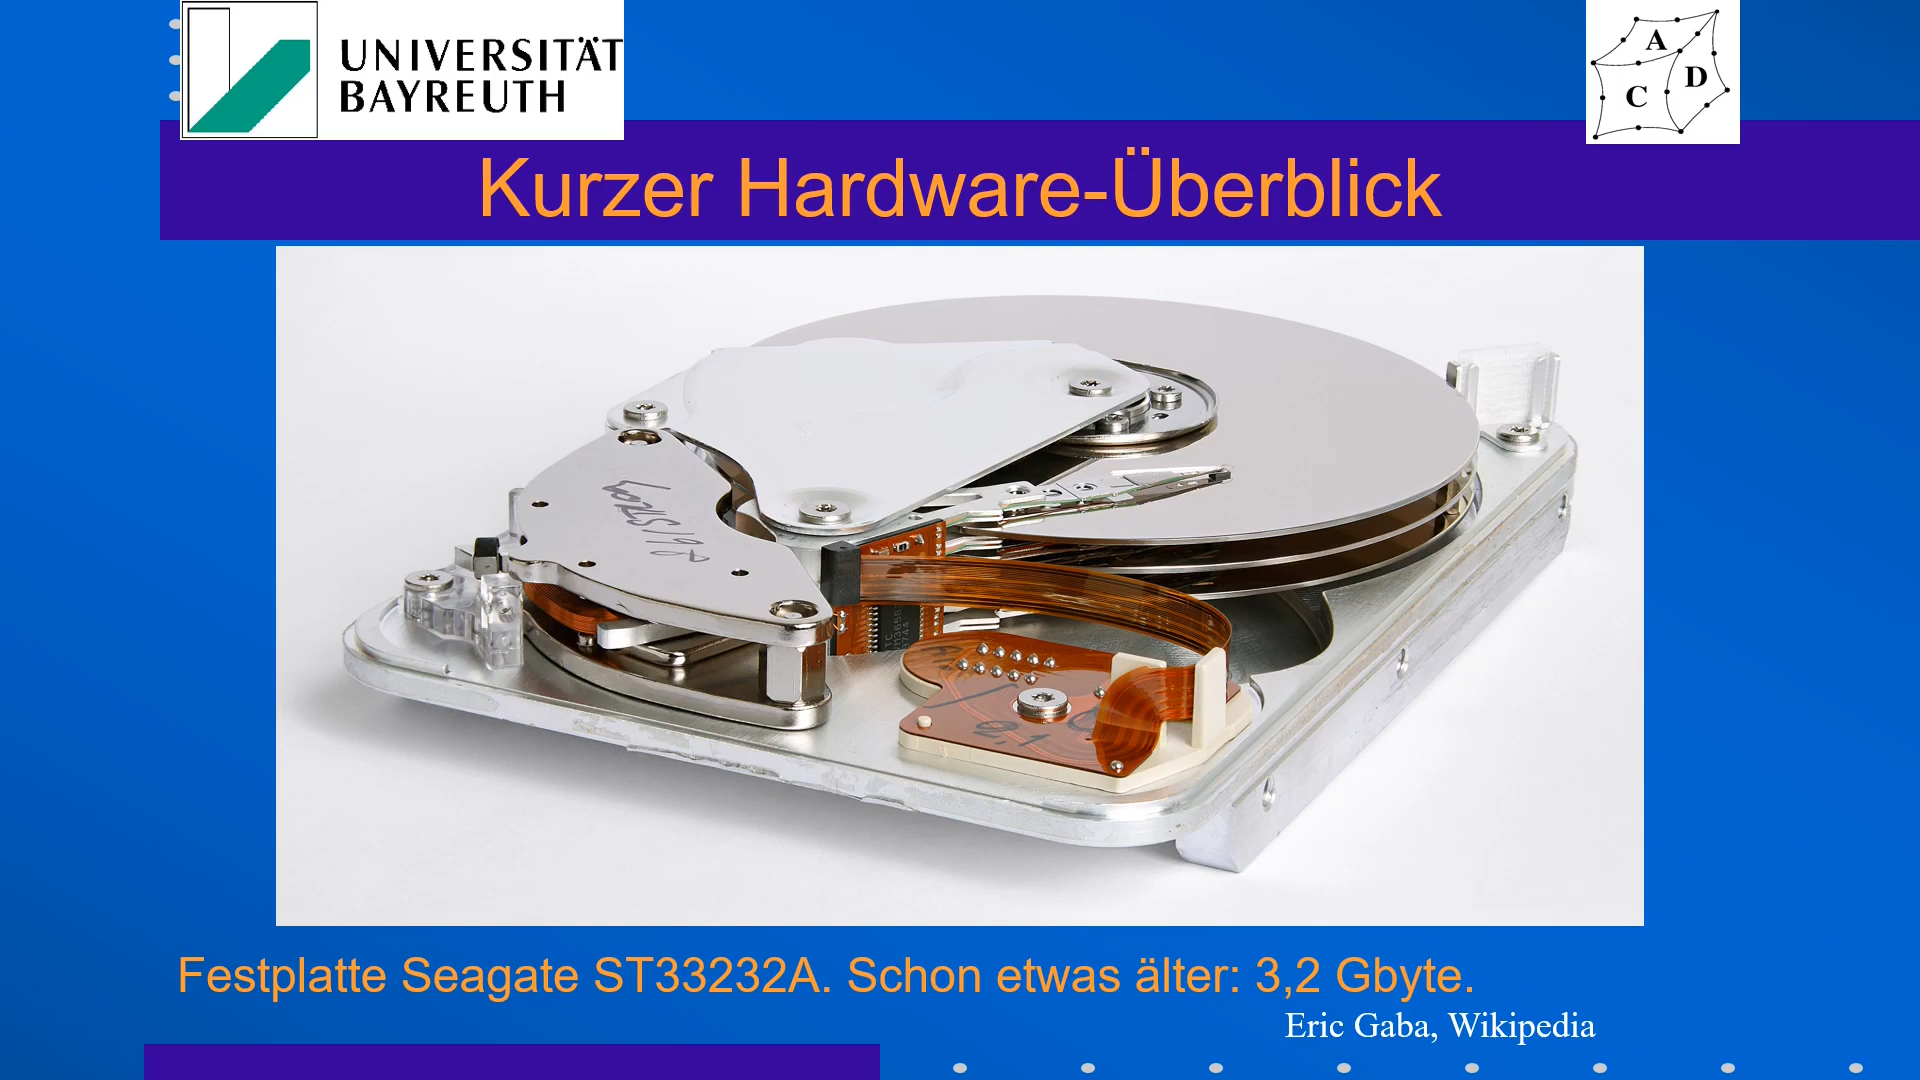 UNIVERSITÄT
BAYREUTH
A
D
C
Kurzer Hardware-Überblick
Festplatte Seagate ST33232A. Schon etwas älter: 3,2 Gbyte.
Eric Gaba, Wikipedia